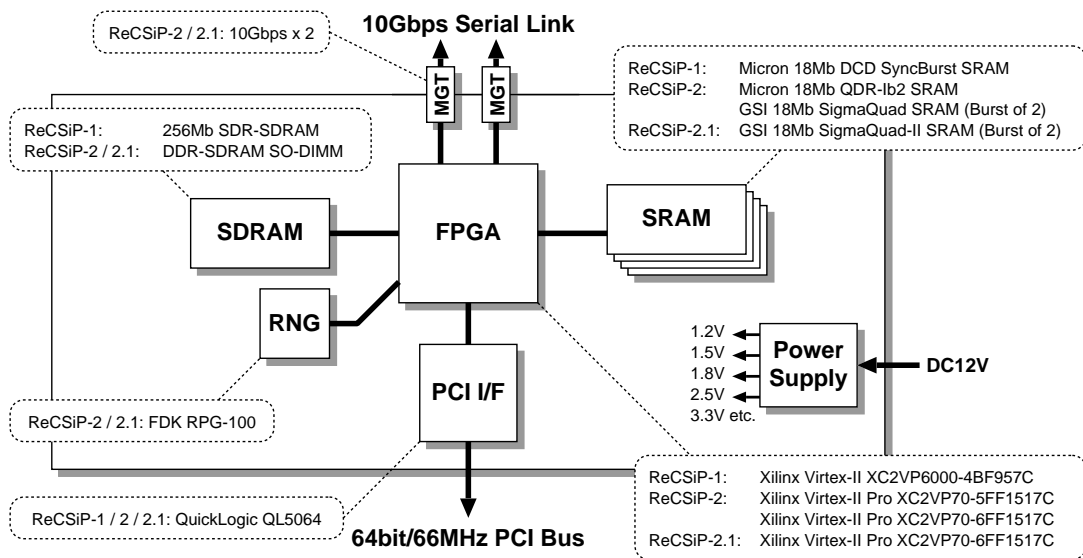 10Gbps Serial Link
ReCSiP-2 / 2.1: 10Gbps x 2
MGT
MGT
ReCSiP-1: Micron 18Mb DCD SyncBurst SRAM
ReCSiP-2: Micron 18Mb QDR-Ib2 SRAM
GSI 18Mb SigmaQuad SRAM (Burst of 2)
ReCSiP-2.1: GSI 18Mb SigmaQuad-II SRAM (Burst of 2)
ReCSiP-1: 256Mb SDR-SDRAM
ReCSiP-2 / 2.1: DDR-SDRAM SO-DIMM
SDRAM
FPGA
SRAM
RNG
PCI I/F
1.2V
1.5V
1.8V
2.5V
3.3V etc.
Power
Supply
DC12V
ReCSiP-2 / 2.1: FDK RPG-100
ReCSiP-1 / 2 / 2.1: QuickLogic QL5064
64bit/66MHz PCI Bus
ReCSiP-1: Xilinx Virtex-II XC2VP6000-4BF957C
ReCSiP-2: Xilinx Virtex-II Pro XC2VP70-5FF1517C
Xilinx Virtex-II Pro XC2VP70-6FF1517C
ReCSiP-2.1: Xilinx Virtex-II Pro XC2VP70-6FF1517C